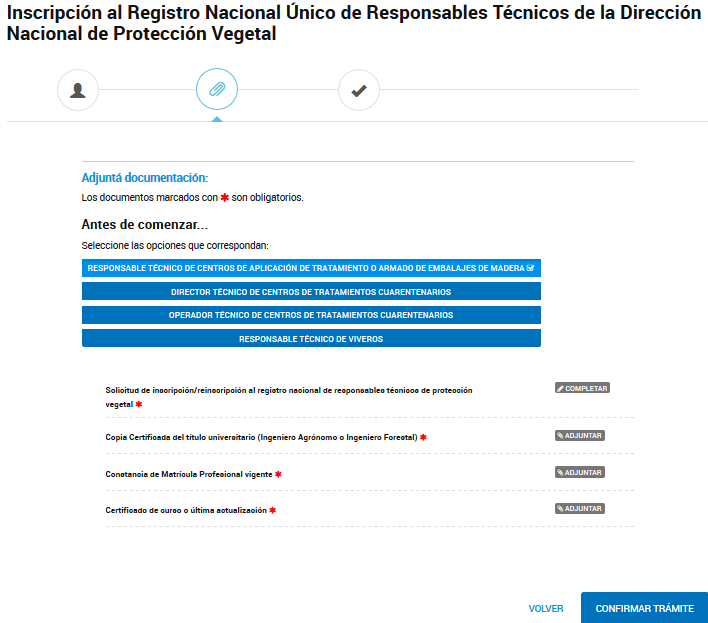 Inscripción al Registro Nacional Único de Responsables Técnicos de la Dirección
Nacional de Protección Vegetal
Adjuntá documentación:
Los documentos marcados con * son obligatorios.
Antes de comenzar...
Seleccione las opciones que correspondan:
RESPONSABLE TÉCNICO DE CENTROS DE APLICACIÓN DE TRATAMIENTO O ARMADO DE EMBALAJES DE MADERA
DIRECTOR TÉCNICO DE CENTROS DE TRATAMIENTOS CUARENTENARIOS
OPERADOR TÉCNICO DE CENTROS DE TRATAMIENTOS CUARENTENARIOS
RESPONSABLE TÉCNICO DE VIVEROS
Solicitud de inscripción/reinscripción al registro nacional de responsables técnicos de protección
vegetal *
COMPLETAR
Copia Certificada del título universitario (Ingeniero Agrónomo o Ingeniero Forestal) *
ADJUNTAR
Constancia de Matrícula Profesional vigente *
ADJUNTAR
Certificado de curso o última actualización *
ADJUNTAR
VOLVER
CONFIRMAR TRÁMITE